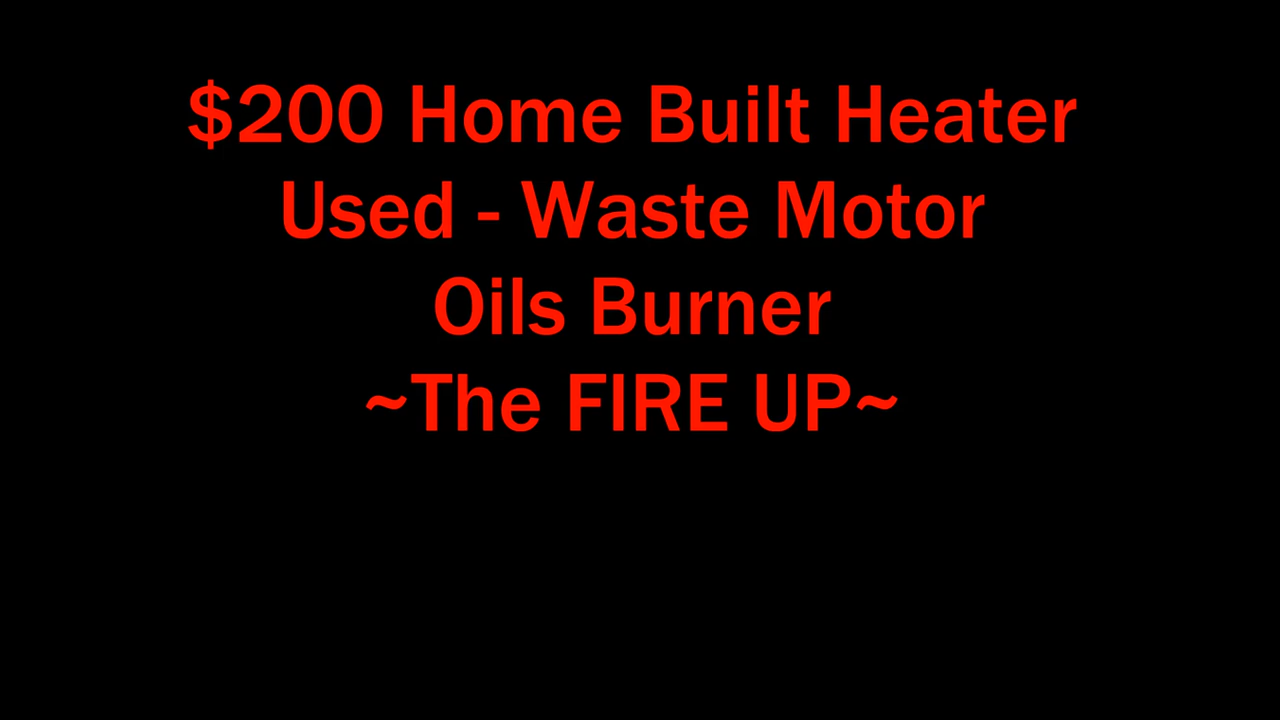 $200 Home Built Heater
Used - Waste Motor
Oils Burner
~The FIRE UP~